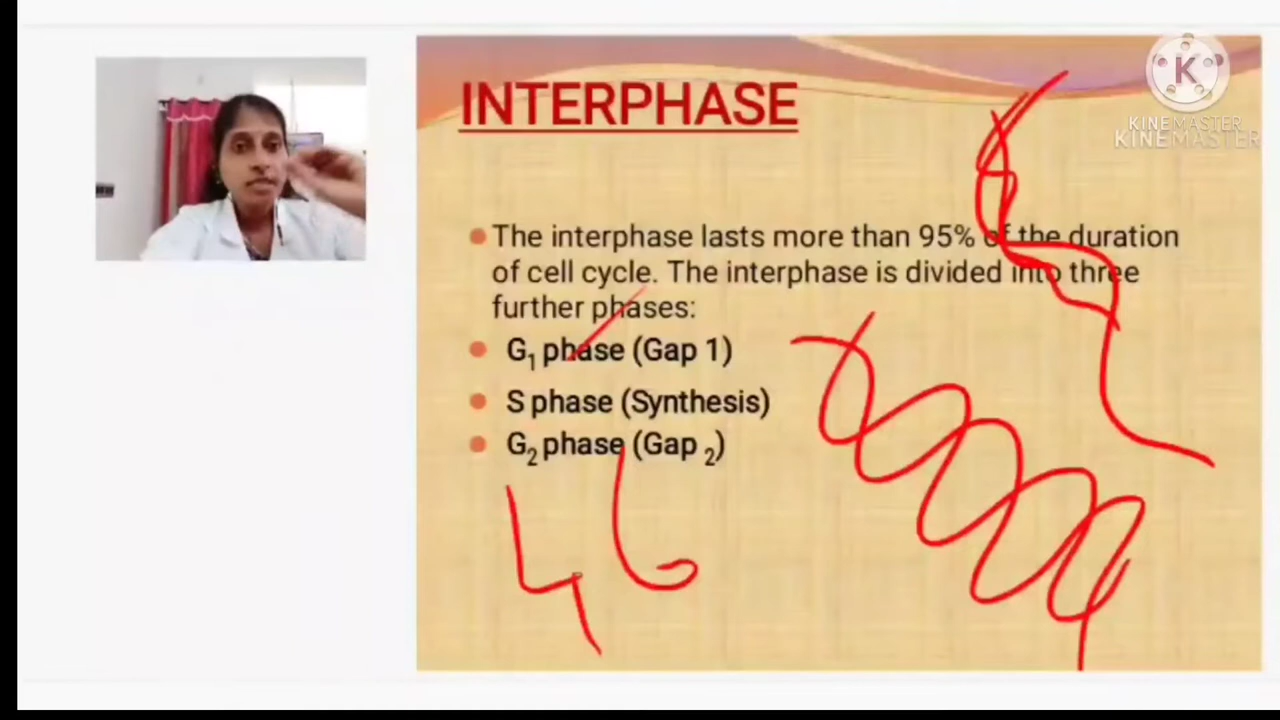 INTERPHASE
K
KINEMASTER
KINEMASTER
The interphase lasts more than 95% of the duration
of cell cycle. The interphase is divided into three
further phases:
G₁ phase (Gap 1)
S phase (Synthesis)
G₂ phase (Gap ₂)
46